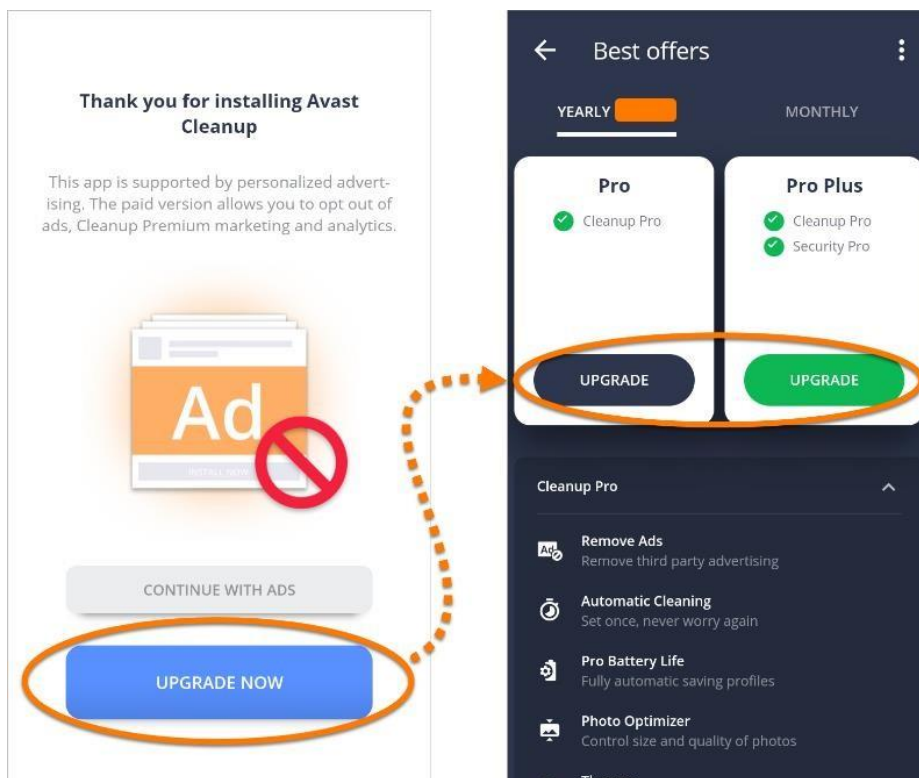 Thank you for installing Avast
Cleanup
This app is supported by personalized advert-
ising. The paid version allows you to opt out of
ads, Cleanup Premium marketing and analytics.
Ad
INSTALL NOW
CONTINUE WITH ADS
UPGRADE NOW
Best offers
YEARLY
MONTHLY
Pro
Cleanup Pro
UPGRADE
Pro Plus
Cleanup Pro
Security Pro
UPGRADE
Cleanup Pro
Ad
Remove Ads
Remove third party advertising
Automatic Cleaning
Set once, never worry again
Pro Battery Life
Fully automatic saving profiles
Photo Optimizer
Control size and quality of photos